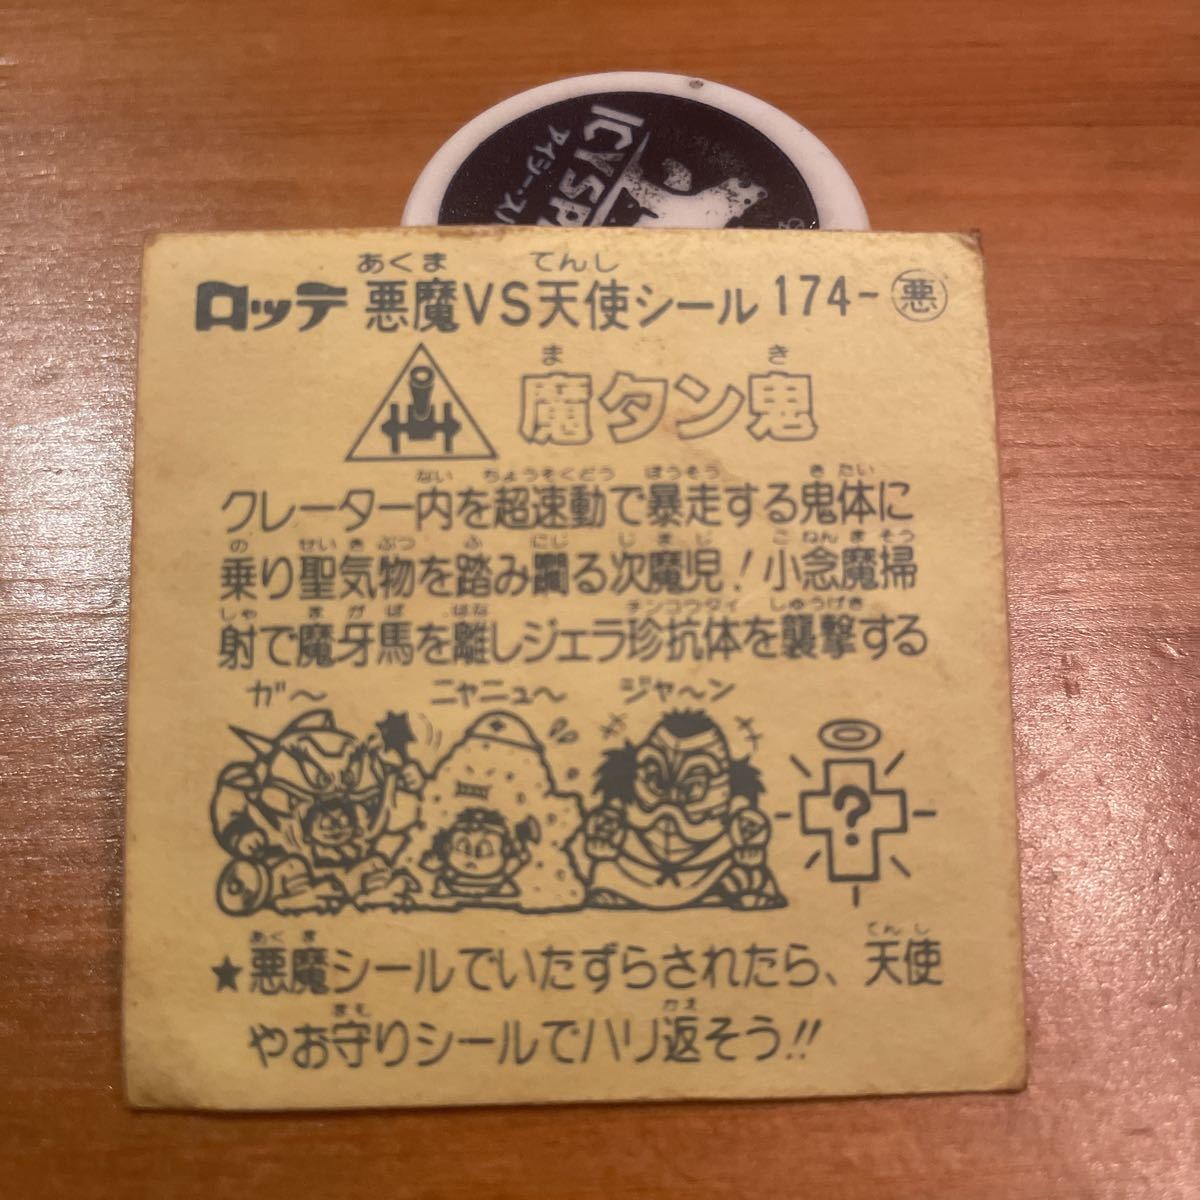 ICYSP
アイシー・スノ
あくま てんし
ロッテ 悪魔VS天使シール 174-悪
ま き
魔タン鬼
ない ちょうそくどう ぼうそう きたい
クレーター内を超速動で暴走する鬼体に
の せいきぶつ ふ にじ じまじ こねんまそう
乗り聖気物を踏み躙る次魔児!小念魔掃
しゃ まがば はな チンコウタイ しゅうげき
射で魔牙馬を離しジェラ珍抗体を襲撃する
ガ〜 ニャニュ〜 ジャ〜ン
?
あくま てんし
★悪魔シールでいたずらされたら、天使
まも かえ
やお守りシールでハリ返そう!!